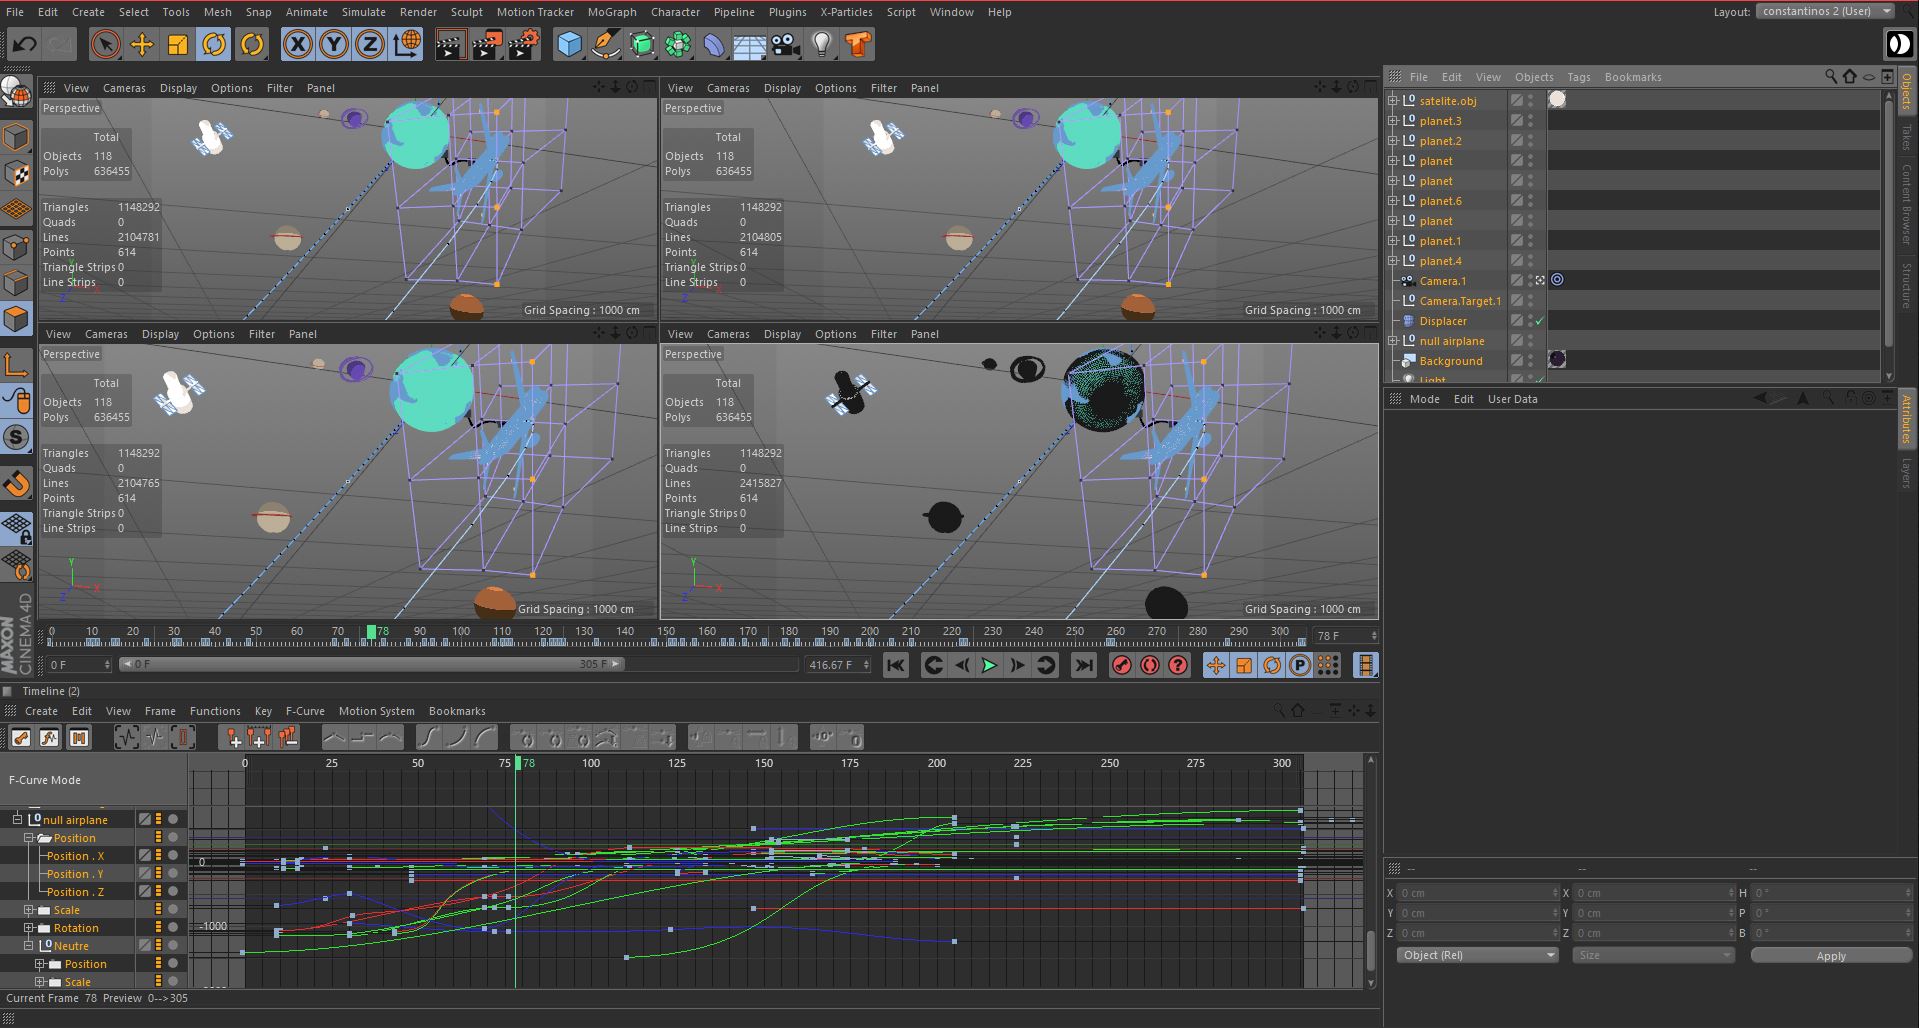 File Edit Create Select Tools Mesh Snap Animate Simulate Render Sculpt Motion Tracker MoGraph Character Pipeline Plugins X-Particles Script Window Help Layout: constantinos 2 (User)
File Edit View Objects Tags Bookmarks
View Cameras Display Options Filter Panel
View Cameras Display Options Filter Panel
Perspective
Total
Objects 118
Polys 636455
Triangles 1148292
Quads 0
Lines 2104781
Points 614
Triangle Strips 0
Line Strips 0
Grid Spacing : 1000 cm
Perspective
Total
Objects 118
Polys 636455
Triangles 1148292
Quads 0
Lines 2104805
Points 614
Triangle Strips 0
Line Strips 0
Grid Spacing : 1000 cm
View Cameras Display Options Filter Panel
View Cameras Display Options Filter Panel
Perspective
Total
Objects 118
Polys 636455
Triangles 1148292
Quads 0
Lines 2104765
Points 614
Triangle Strips 0
Line Strips 0
Y
X
Z
Grid Spacing : 1000 cm
Perspective
Total
Objects 118
Polys 636455
Triangles 1148292
Quads 0
Lines 2415827
Points 614
Triangle Strips 0
Line Strips 0
Y
X
Z
Grid Spacing : 1000 cm
satelite.obj
planet.3
planet.2
planet
planet
planet.6
planet
planet.1
planet.4
Camera.1
Camera.Target.1
Displacer
null airplane
Background
Light
Objects
Takes
Content Browser
Structure
Mode Edit User Data
Attributes
Layers
MAXON
CINEMA 4D
0 10 20 30 40 50 60 70 78 90 100 110 120 130 140 150 160 170 180 190 200 210 220 230 240 250 260 270 280 290 300 78 F
0 F 0 F 305 F 416.67 F
Timeline (2)
Create Edit View Frame Functions Key F-Curve Motion System Bookmarks
F-Curve Mode
0 25 50 75 78 100 125 150 175 200 225 250 275 300
0
-1000
null airplane
Position
Position . X
Position . Y
Position . Z
Scale
Rotation
Neutre
Position
Scale
-- -- --
X 0 cm X 0 cm H 0 °
Y 0 cm Y 0 cm P 0 °
Z 0 cm Z 0 cm B 0 °
Object (Rel) Size Apply
Current Frame 78 Preview 0-->305